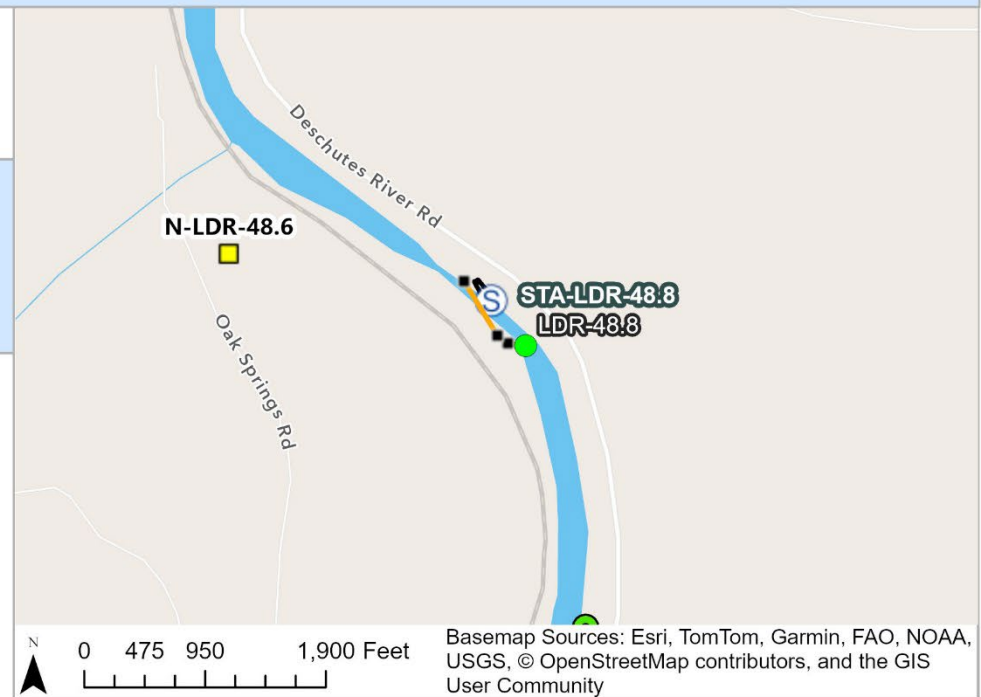 Deschutes River Rd
N-LDR-48.6
S
STA-LDR-48.8
LDR-48.8
Oak Springs Rd
N
0 475 950 1,900 Feet
Basemap Sources: Esri, TomTom, Garmin, FAO, NOAA,
USGS, © OpenStreetMap contributors, and the GIS
User Community